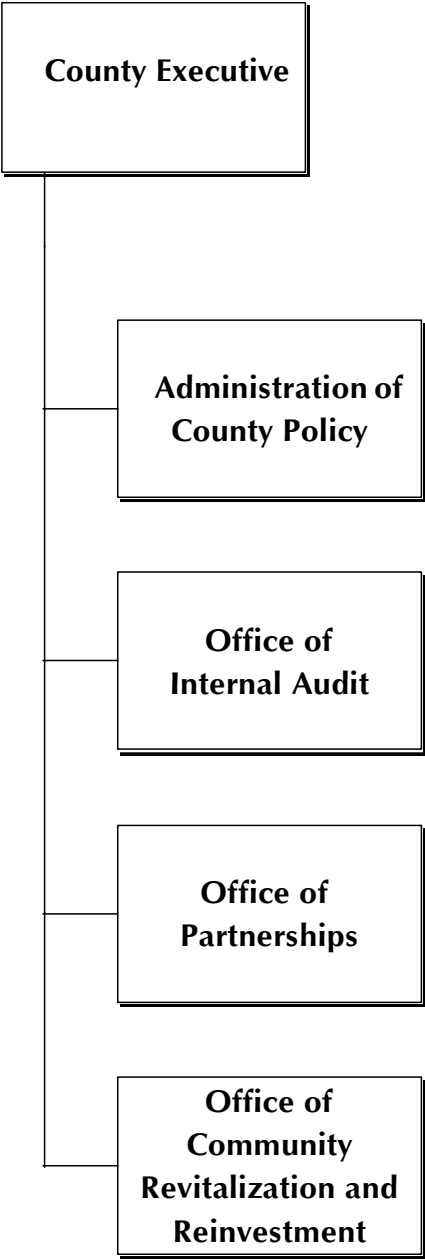 County Executive
Administration of
County Policy
Office of
Internal Audit
Office of
Partnerships
Office of
Community
Revitalization and
Reinvestment